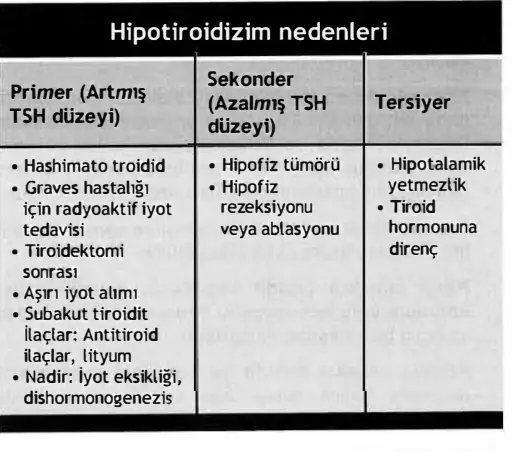 Hipotiroidizim nedenleri
Primer (Artmış
TSH düzeyi)
Sekonder
(Azalmış TSH
düzeyi)
Tersiyer
• Hashimato troidid
• Graves hastalığı
için radyoaktif iyot
tedavisi
• Tiroidektomi
sonrası
• Aşırı iyot alımı
• Subakut tiroidit
İlaçlar: Antitiroid
ilaçlar, lityum
• Nadir: İyot eksikliği,
dishormonogenezis
• Hipofiz tümörü
• Hipofiz
rezeksiyonu
veya ablasyonu
• Hipotalamik
yetmezlik
• Tiroid
hormonuna
direnç